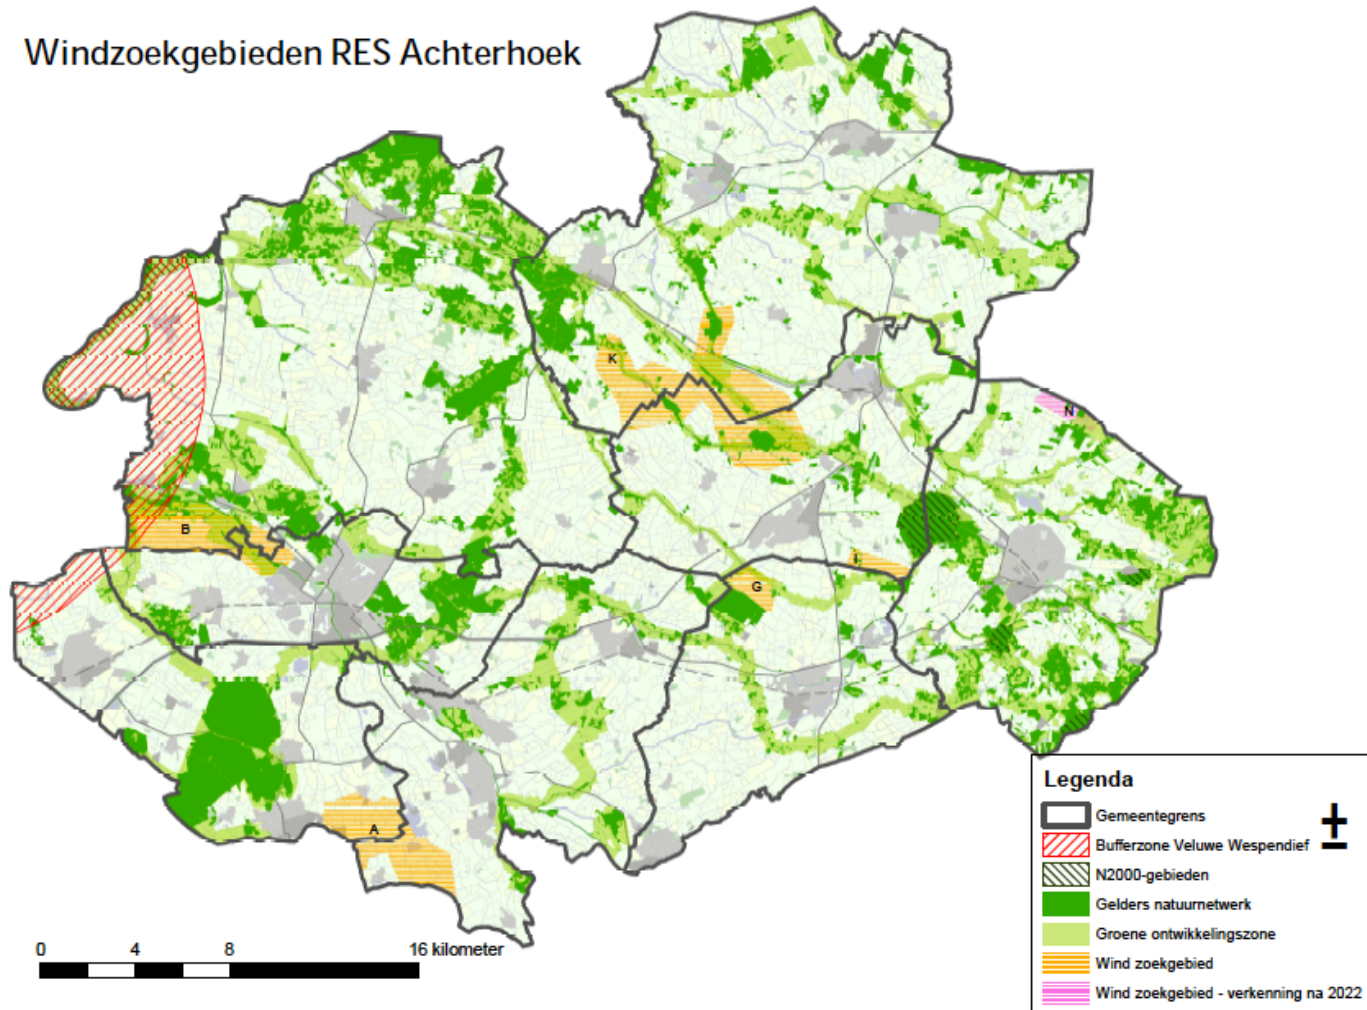 Windzoekgebieden RES Achterhoek
K
N
B
I
G
A
0 4 8 16 kilometer
Legenda
Gemeentegrens
Bufferzone Veluwe Wespendief
N2000-gebieden
Gelders natuurnetwerk
Groene ontwikkelingszone
Wind zoekgebied
Wind zoekgebied - verkenning na 2022